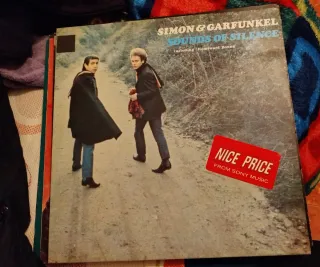 SIMON & GARFUNKEL
SOUNDS OF SILENCE
NICE PRICE
FROM SONY MUSIC